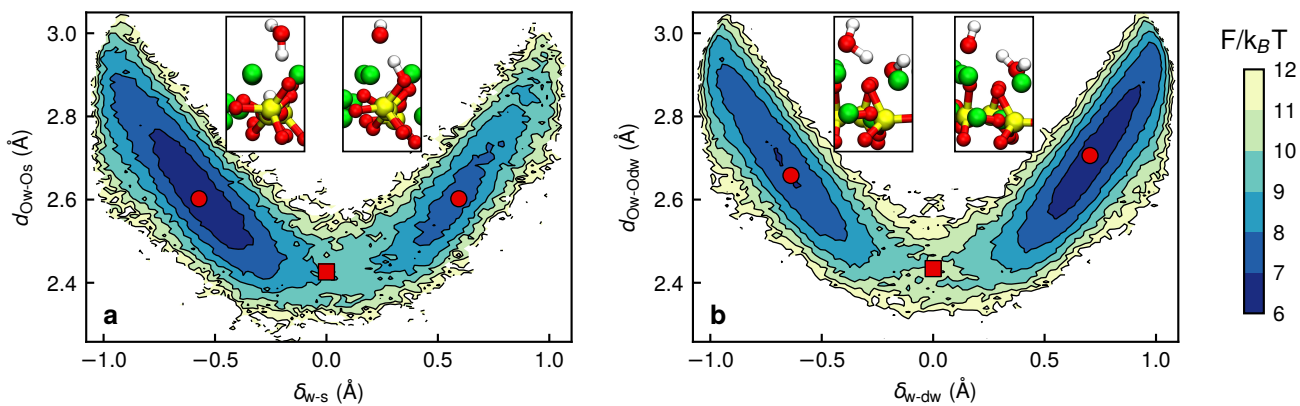 3.0
2.8
2.6
2.4
d_Ow-Os (Å)
a
−1.0 −0.5 0.0 0.5 1.0
δ_w-s (Å)
3.0
2.8
2.6
2.4
d_Ow-Odw (Å)
b
−1.0 −0.5 0.0 0.5 1.0
δ_w-dw (Å)
F/k_BT
12
11
10
9
8
7
6